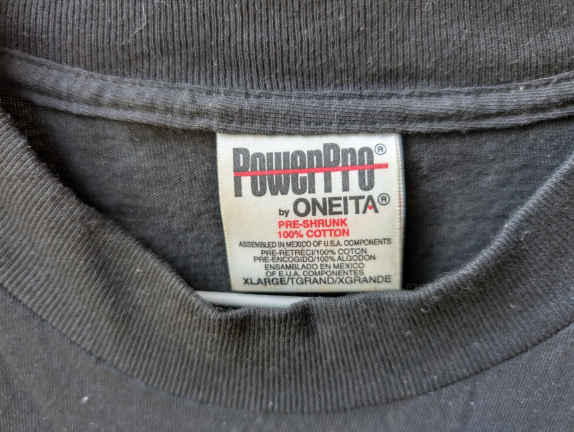 PowerPro®
by ONEITA®
PRE-SHRUNK
100% COTTON
ASSEMBLED IN MEXICO OF U.S.A. COMPONENTS
PRE-RETRECI/100% COTON
PRE-ENCOGIDO/100% ALGODON
ENSAMBLADO EN MEXICO
OF E.U.A. COMPONENTES
XLARGE/TGRAND/XGRANDE